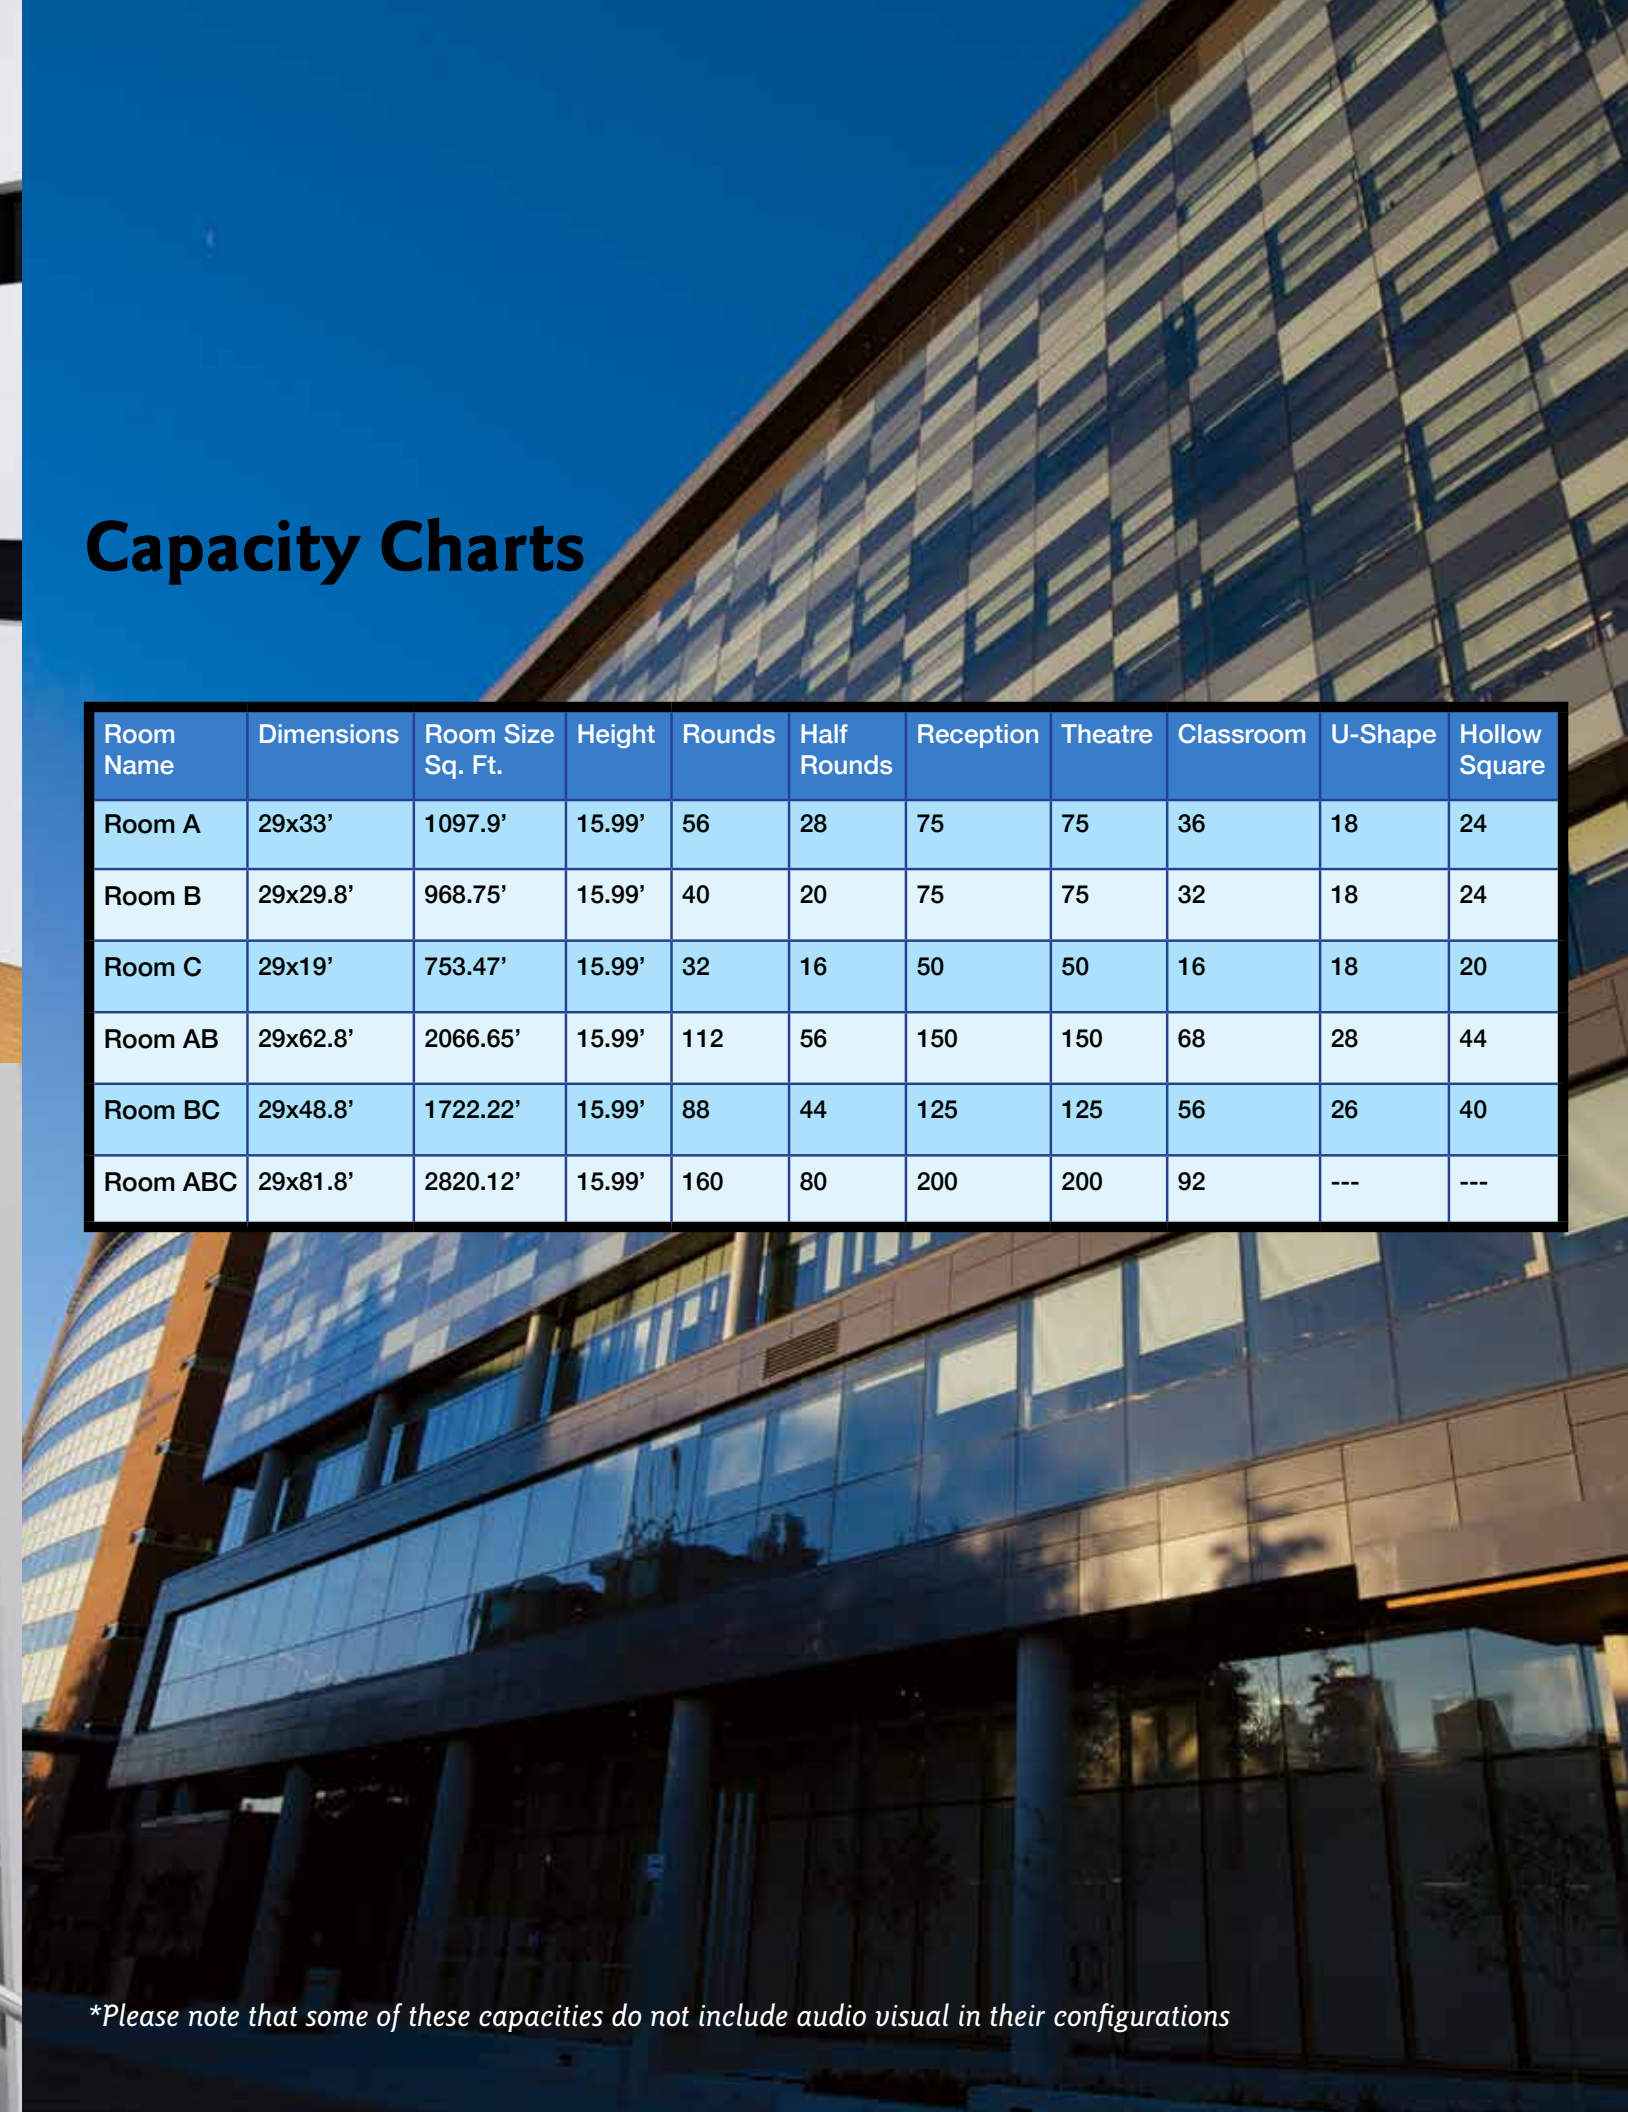 Capacity Charts
Room Name Dimensions Room Size Sq. Ft. Height Rounds Half Rounds Reception Theatre Classroom U-Shape Hollow Square
Room A 29x33’ 1097.9’ 15.99’ 56 28 75 75 36 18 24
Room B 29x29.8’ 968.75’ 15.99’ 40 20 75 75 32 18 24
Room C 29x19’ 753.47’ 15.99’ 32 16 50 50 16 18 20
Room AB 29x62.8’ 2066.65’ 15.99’ 112 56 150 150 68 28 44
Room BC 29x48.8’ 1722.22’ 15.99’ 88 44 125 125 56 26 40
Room ABC 29x81.8’ 2820.12’ 15.99’ 160 80 200 200 92 --- ---
*Please note that some of these capacities do not include audio visual in their configurations